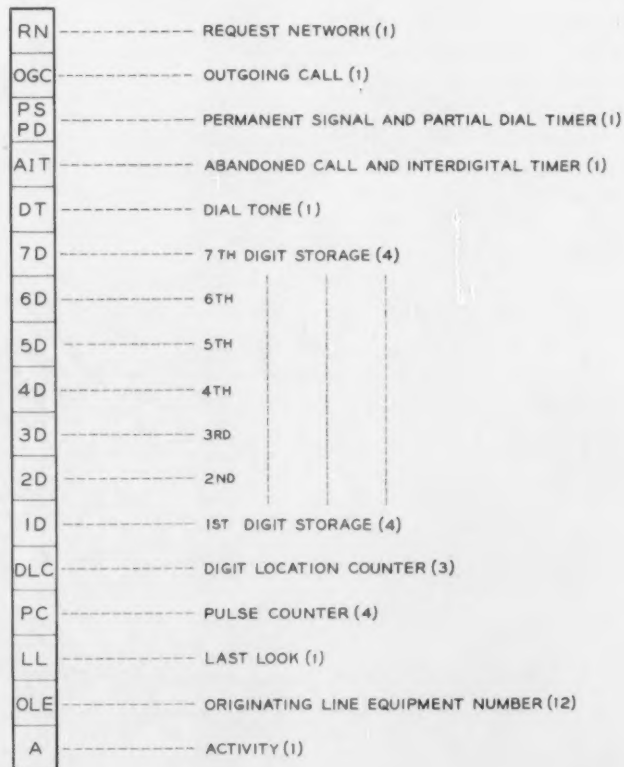 RN REQUEST NETWORK (1)
OGC OUTGOING CALL (1)
PS
PD PERMANENT SIGNAL AND PARTIAL DIAL TIMER (1)
AIT ABANDONED CALL AND INTERDIGITAL TIMER (1)
DT DIAL TONE (1)
7D 7TH DIGIT STORAGE (4)
6D 6TH
5D 5TH
4D 4TH
3D 3RD
2D 2ND
1D 1ST DIGIT STORAGE (4)
DLC DIGIT LOCATION COUNTER (3)
PC PULSE COUNTER (4)
LL LAST LOOK (1)
OLE ORIGINATING LINE EQUIPMENT NUMBER (12)
A ACTIVITY (1)